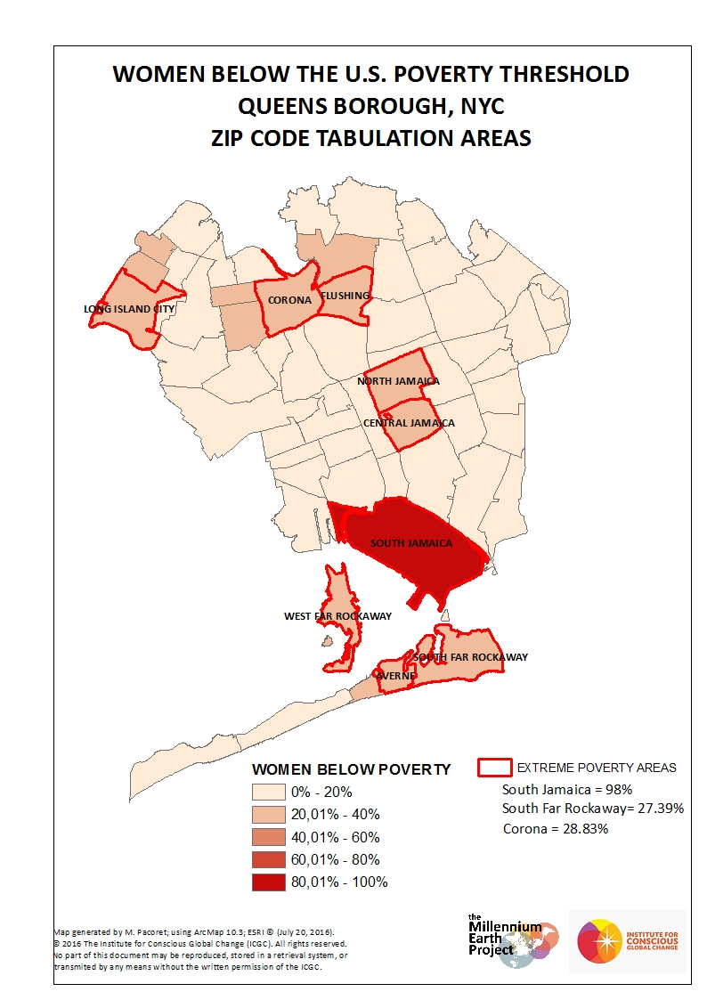 WOMEN BELOW THE U.S. POVERTY THRESHOLD
QUEENS BOROUGH, NYC
ZIP CODE TABULATION AREAS
CORONA
FLUSHING
LONG ISLAND CITY
NORTH JAMAICA
CENTRAL JAMAICA
SOUTH JAMAICA
WEST FAR ROCKAWAY
SOUTH FAR ROCKAWAY
AVERNE
WOMEN BELOW POVERTY
0% - 20%
20,01% - 40%
40,01% - 60%
60,01% - 80%
80,01% - 100%
EXTREME POVERTY AREAS
South Jamaica = 98%
South Far Rockaway= 27.39%
Corona = 28.83%
Map generated by M. Pacoret; using ArcMap 10.3; ESRI © (July 20, 2016).
© 2016 The Institute for Conscious Global Change (ICGC). All rights reserved.
No part of this document may be reproduced, stored in a retrieval system, or
transmited by any means without the written permission of the ICGC.
the
Millennium
Earth
Project
INSTITUTE FOR
CONSCIOUS
GLOBAL CHANGE